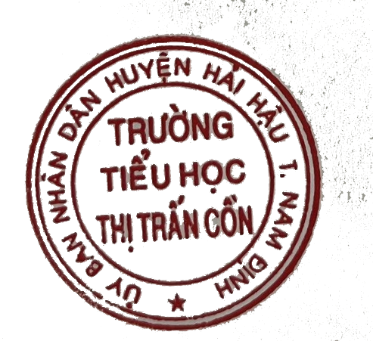 ỦY BAN NHÂN DÂN HUYỆN HẢI HẬU T. NAM ĐỊNH
TRƯỜNG
TIỂU HỌC
THỊ TRẤN CỒN
★